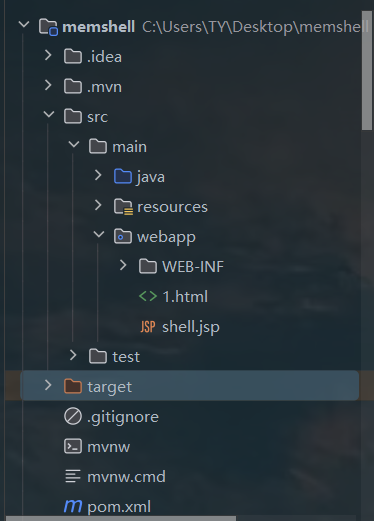 memshell C:\Users\TY\Desktop\memshell
.idea
.mvn
src
main
java
resources
webapp
WEB-INF
<> 1.html
JSP shell.jsp
test
target
.gitignore
mvnw
mvnw.cmd
m pom.xml